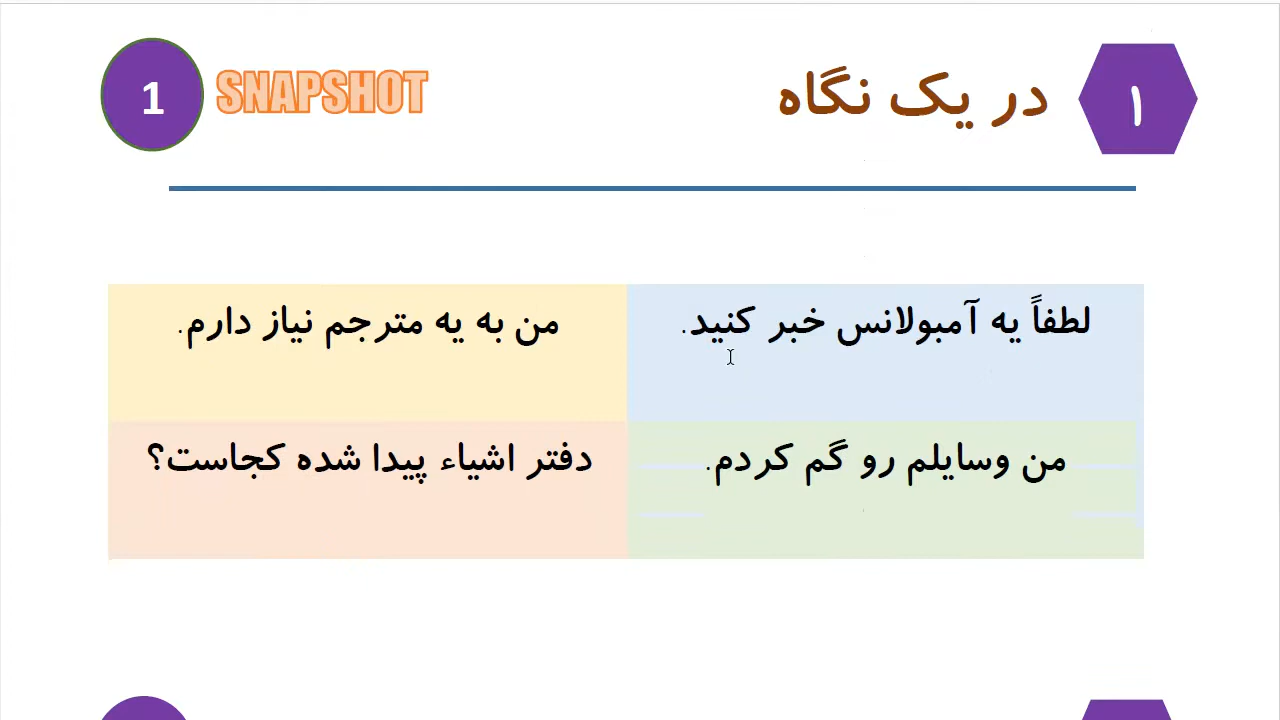 ۱
در یک نگاه
SNAPSHOT
1
لطفاً یه آمبولانس خبر کنید.
من به یه مترجم نیاز دارم.
من وسایلم رو گم کردم.
دفتر اشیاء پیدا شده کجاست؟